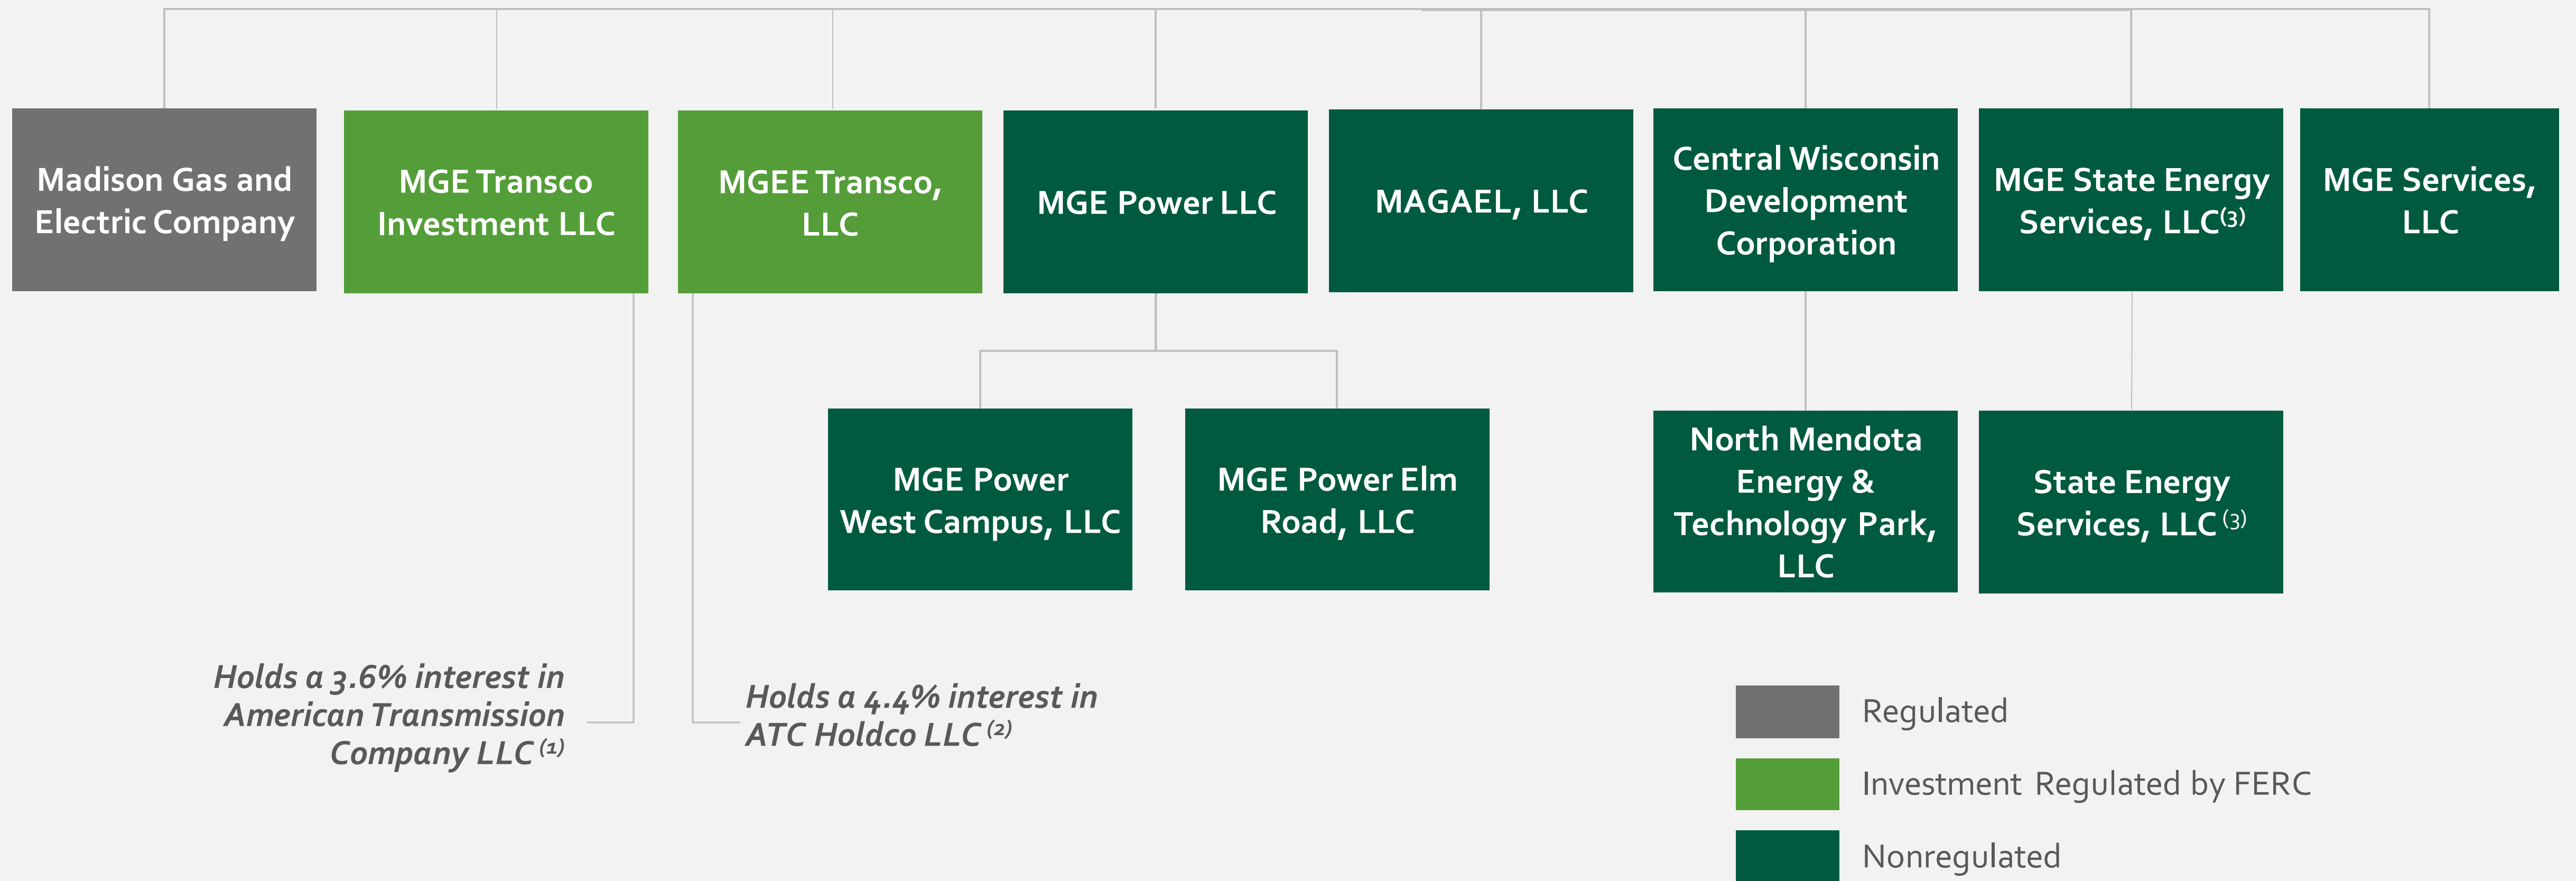 Madison Gas and
Electric Company
MGE Transco
Investment LLC
MGEE Transco,
LLC
MGE Power LLC
MAGAEL, LLC
Central Wisconsin
Development
Corporation
MGE State Energy
Services, LLC(3)
MGE Services,
LLC
MGE Power
West Campus, LLC
MGE Power Elm
Road, LLC
North Mendota
Energy &
Technology Park,
LLC
State Energy
Services, LLC (3)
Holds a 3.6% interest in
American Transmission
Company LLC (1)
Holds a 4.4% interest in
ATC Holdco LLC (2)
Regulated
Investment Regulated by FERC
Nonregulated